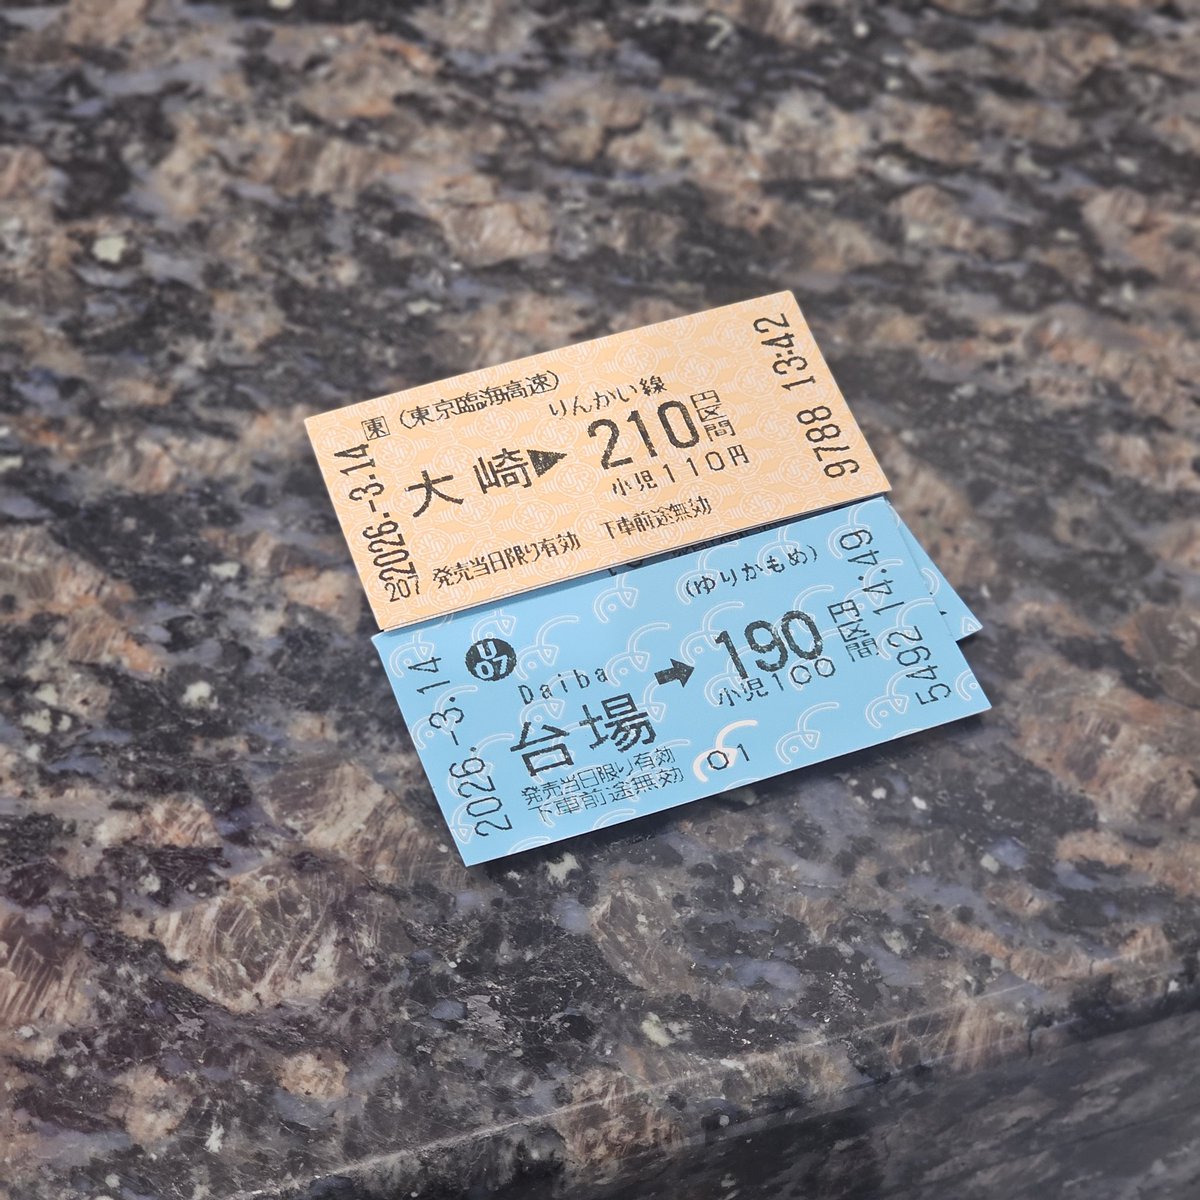 東 (東京臨海高速)
りんかい線
大崎▶210円区間
小児110円
発売当日限り有効 下車前途無効
2026.-3.14
207
9788 13:42
(ゆりかもめ)
U 07
Daiba
台場➡190円区間
小児100
発売当日限り有効
下車前途無効
01
2026.-3.14
5492 14:49